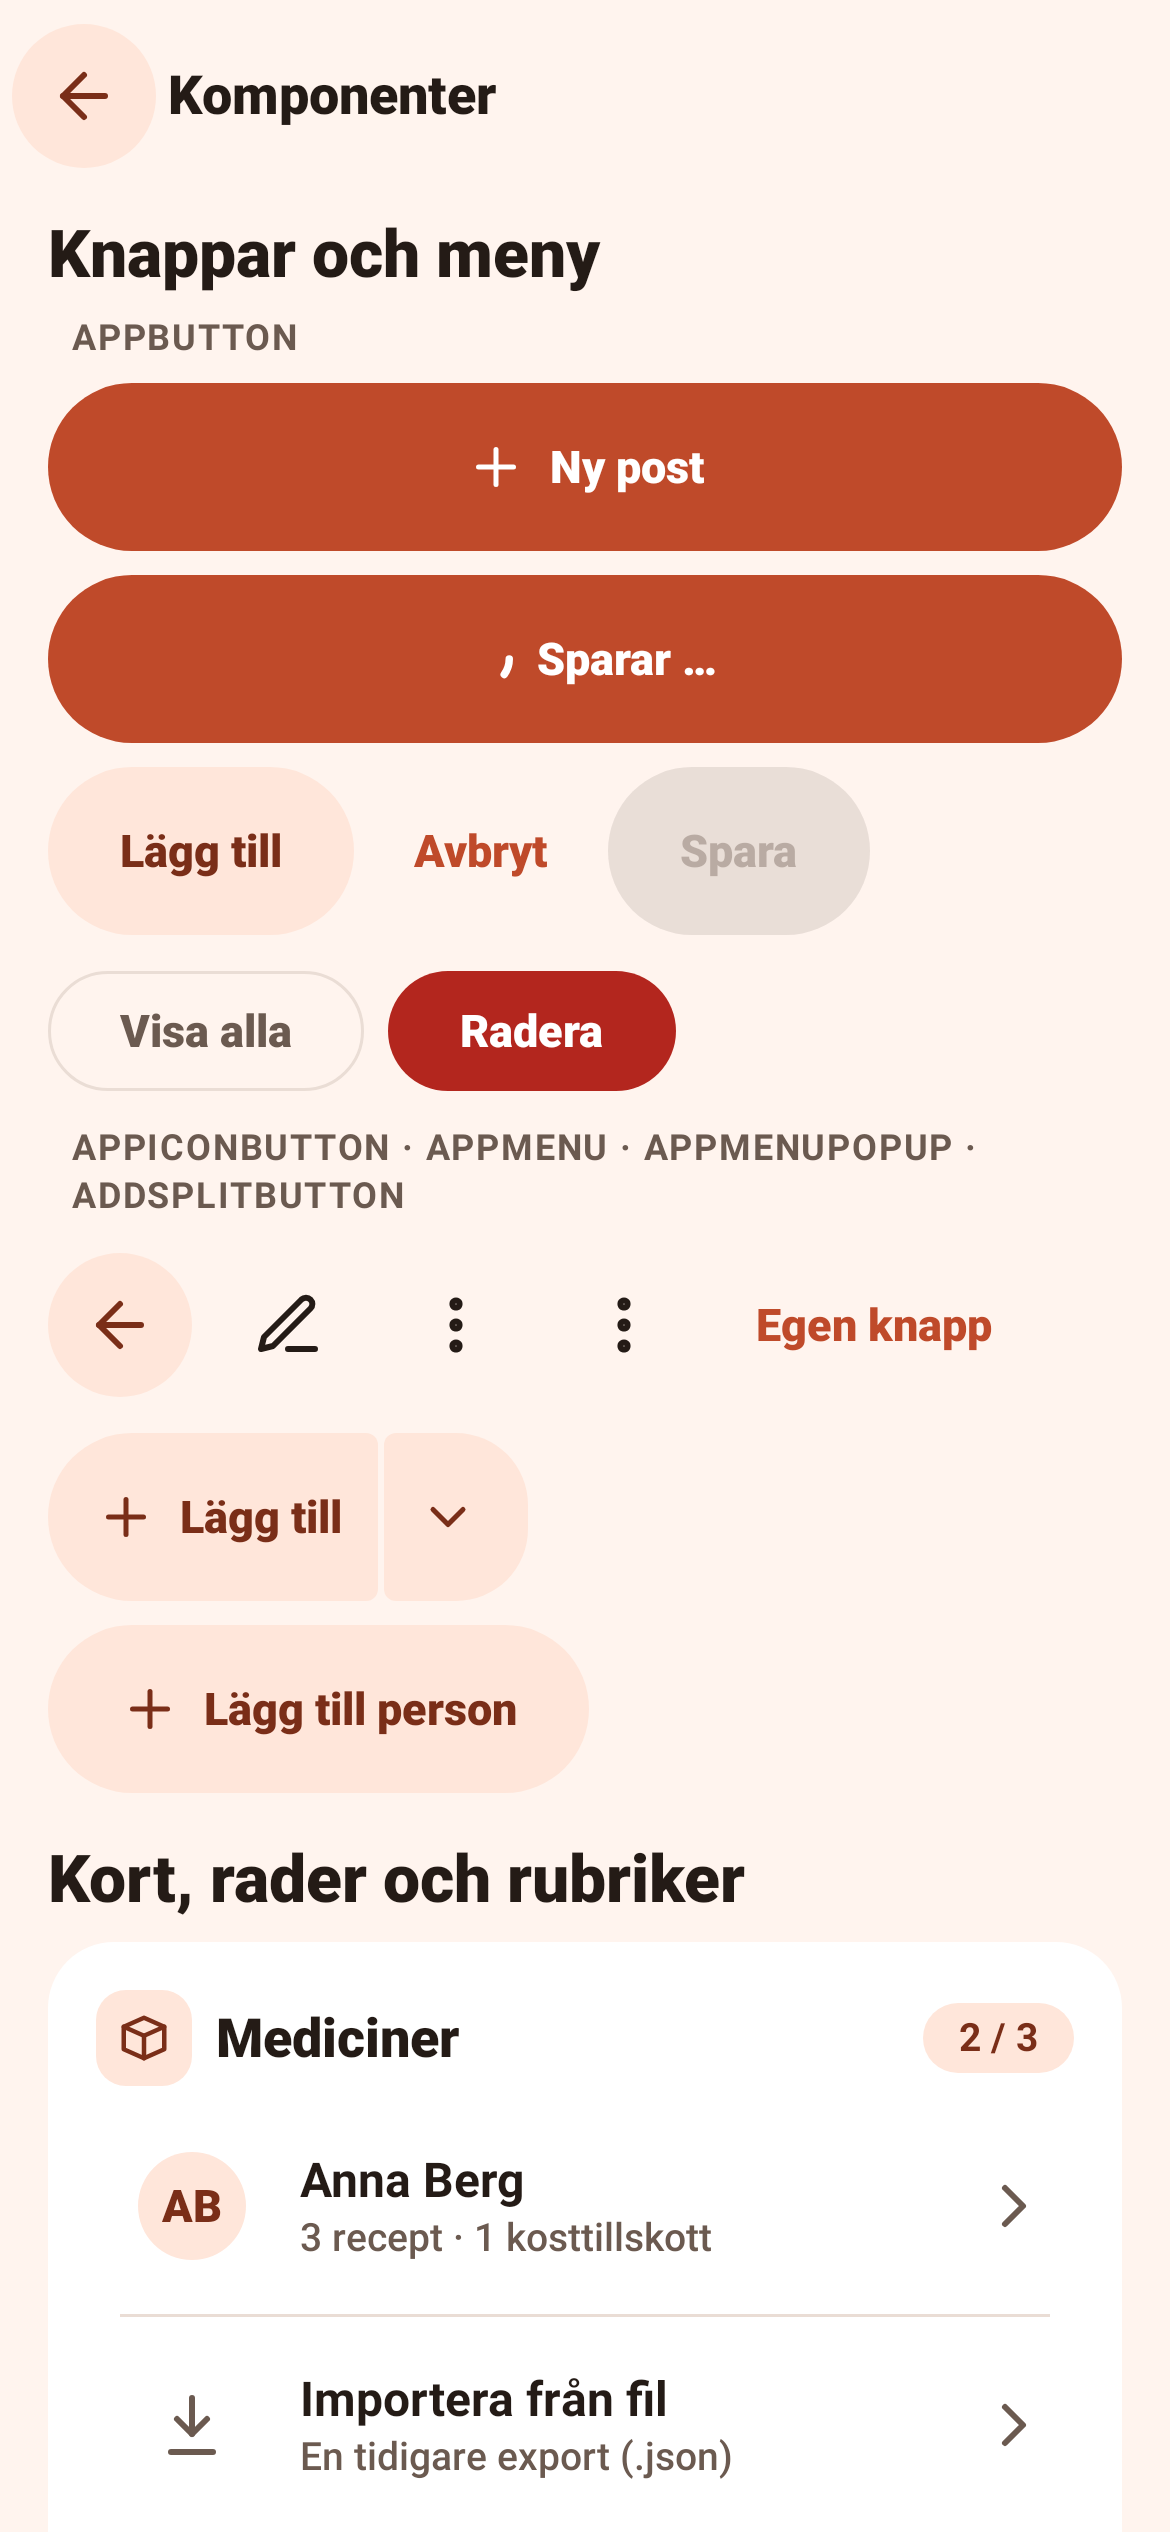 Komponenter
Knappar och meny
APPBUTTON
Ny post
Sparar ...
Lägg till
Avbryt
Spara
Visa alla
Radera
APPICONBUTTON · APPMENU · APPMENUPOPUP ·
ADDSPLITBUTTON
Egen knapp
Lägg till
Lägg till person
Kort, rader och rubriker
Mediciner
2 / 3
AB
Anna Berg
3 recept · 1 kosttillskott
Importera från fil
En tidigare export (.json)